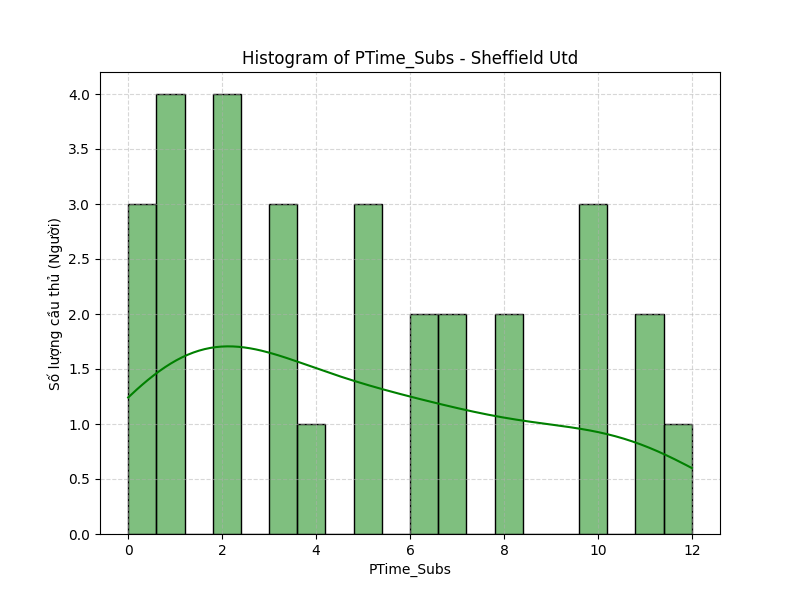 Histogram of PTime_Subs - Sheffield Utd
Số lượng cầu thủ (Người)
4.0
3.5
3.0
2.5
2.0
1.5
1.0
0.5
0.0
0 2 4 6 8 10 12
PTime_Subs